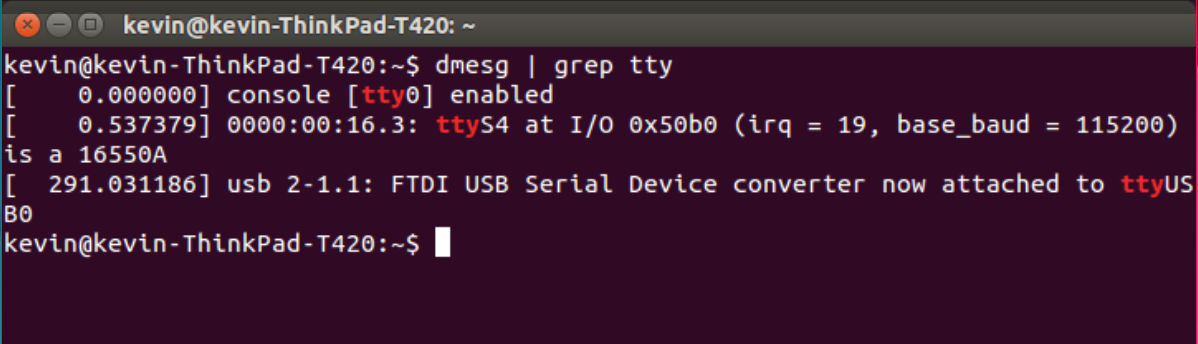 kevin@kevin-ThinkPad-T420: ~
kevin@kevin-ThinkPad-T420:~$ dmesg | grep tty
[    0.000000] console [tty0] enabled
[    0.537379] 0000:00:16.3: ttyS4 at I/O 0x50b0 (irq = 19, base_baud = 115200)
is a 16550A
[  291.031186] usb 2-1.1: FTDI USB Serial Device converter now attached to ttyUS
B0
kevin@kevin-ThinkPad-T420:~$